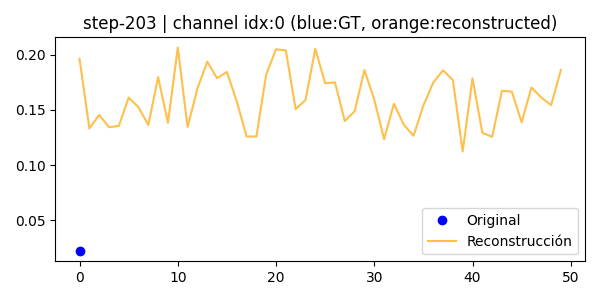 step-203 | channel idx:0 (blue:GT, orange:reconstructed)
0.20
0.15
0.10
0.05
Original
Reconstrucción
0 10 20 30 40 50